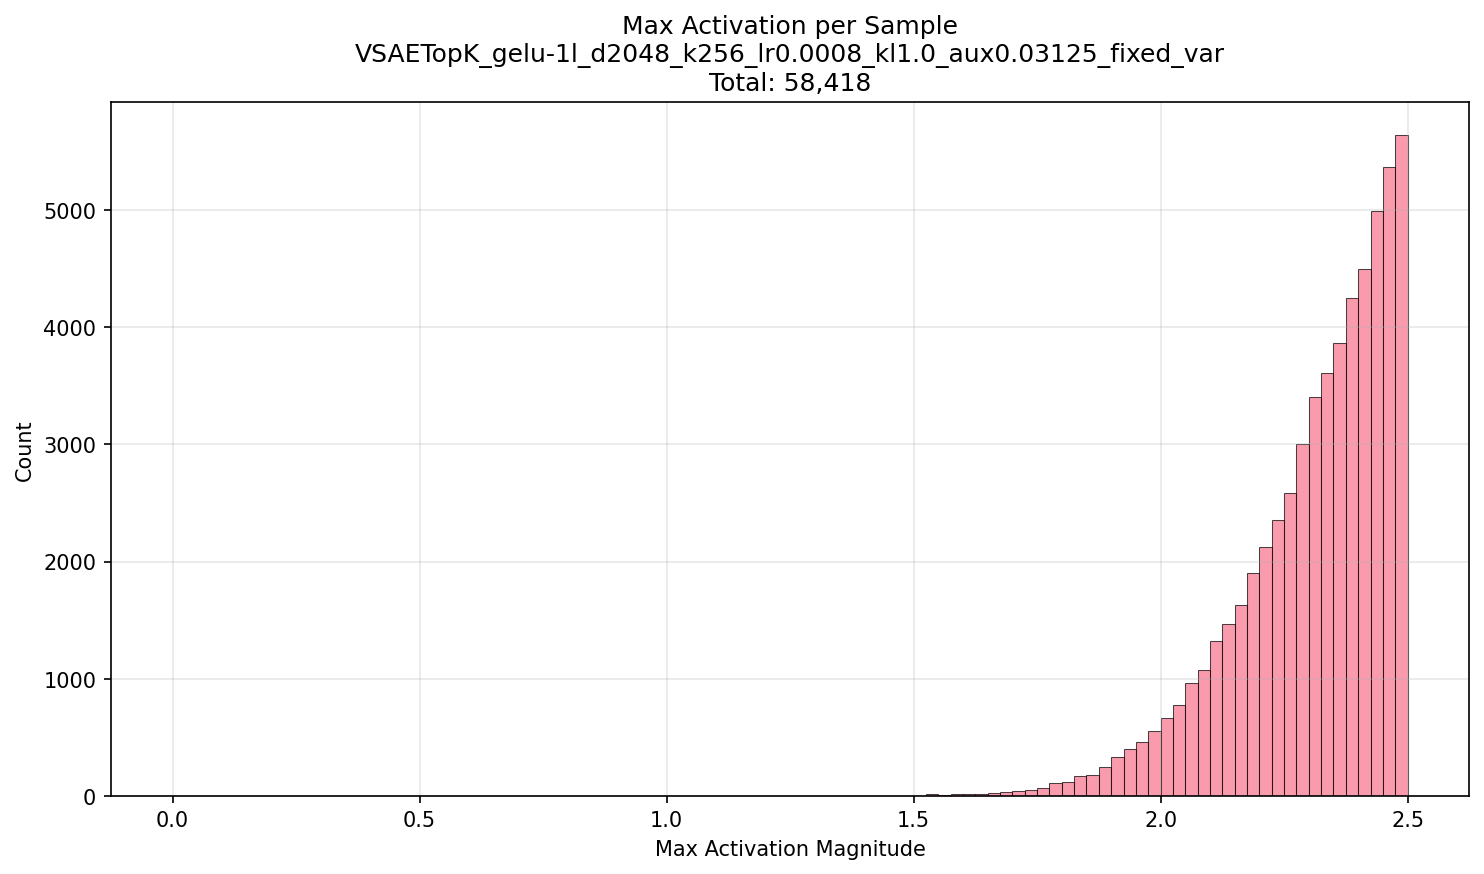 Max Activation per Sample
VSAETopK_gelu-1l_d2048_k256_lr0.0008_kl1.0_aux0.03125_fixed_var
Total: 58,418
Count
5000
4000
3000
2000
1000
0
0.0 0.5 1.0 1.5 2.0 2.5
Max Activation Magnitude